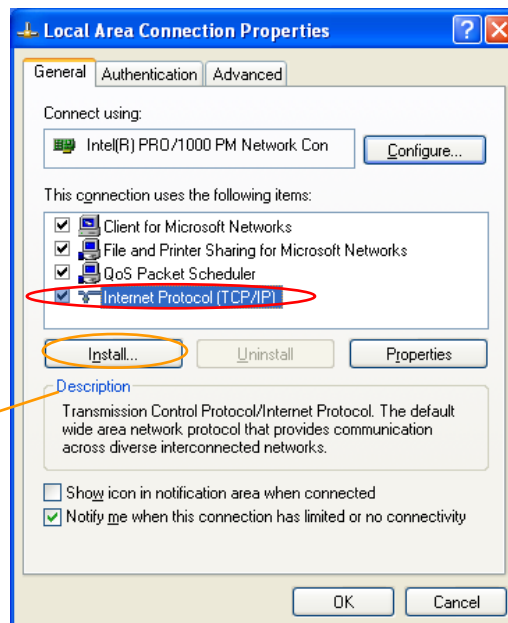 Local Area Connection Properties
General Authentication Advanced
Connect using:
Intel(R) PRO/1000 PM Network Con
Configure...
This connection uses the following items:
Client for Microsoft Networks
File and Printer Sharing for Microsoft Networks
QoS Packet Scheduler
Internet Protocol (TCP/IP)
Install... Uninstall Properties
Description
Transmission Control Protocol/Internet Protocol. The default
wide area network protocol that provides communication
across diverse interconnected networks.
Show icon in notification area when connected
Notify me when this connection has limited or no connectivity
OK Cancel